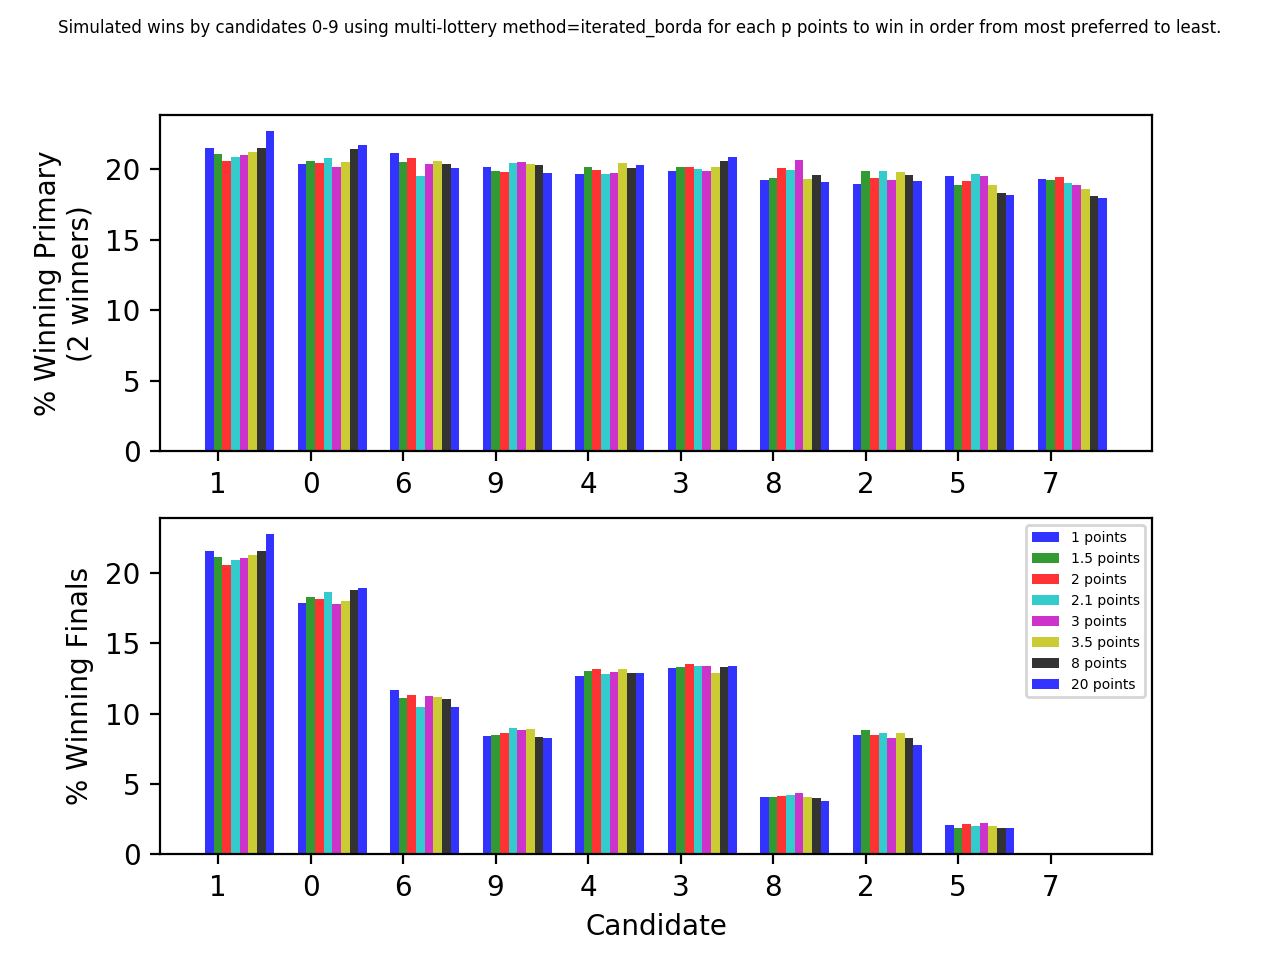 Simulated wins by candidates 0-9 using multi-lottery method=iterated_borda for each p points to win in order from most preferred to least.
% Winning Primary
(2 winners)
20
15
10
5
0
1 0 6 9 4 3 8 2 5 7
% Winning Finals
20
15
10
5
0
1 points
1.5 points
2 points
2.1 points
3 points
3.5 points
8 points
20 points
1 0 6 9 4 3 8 2 5 7
Candidate